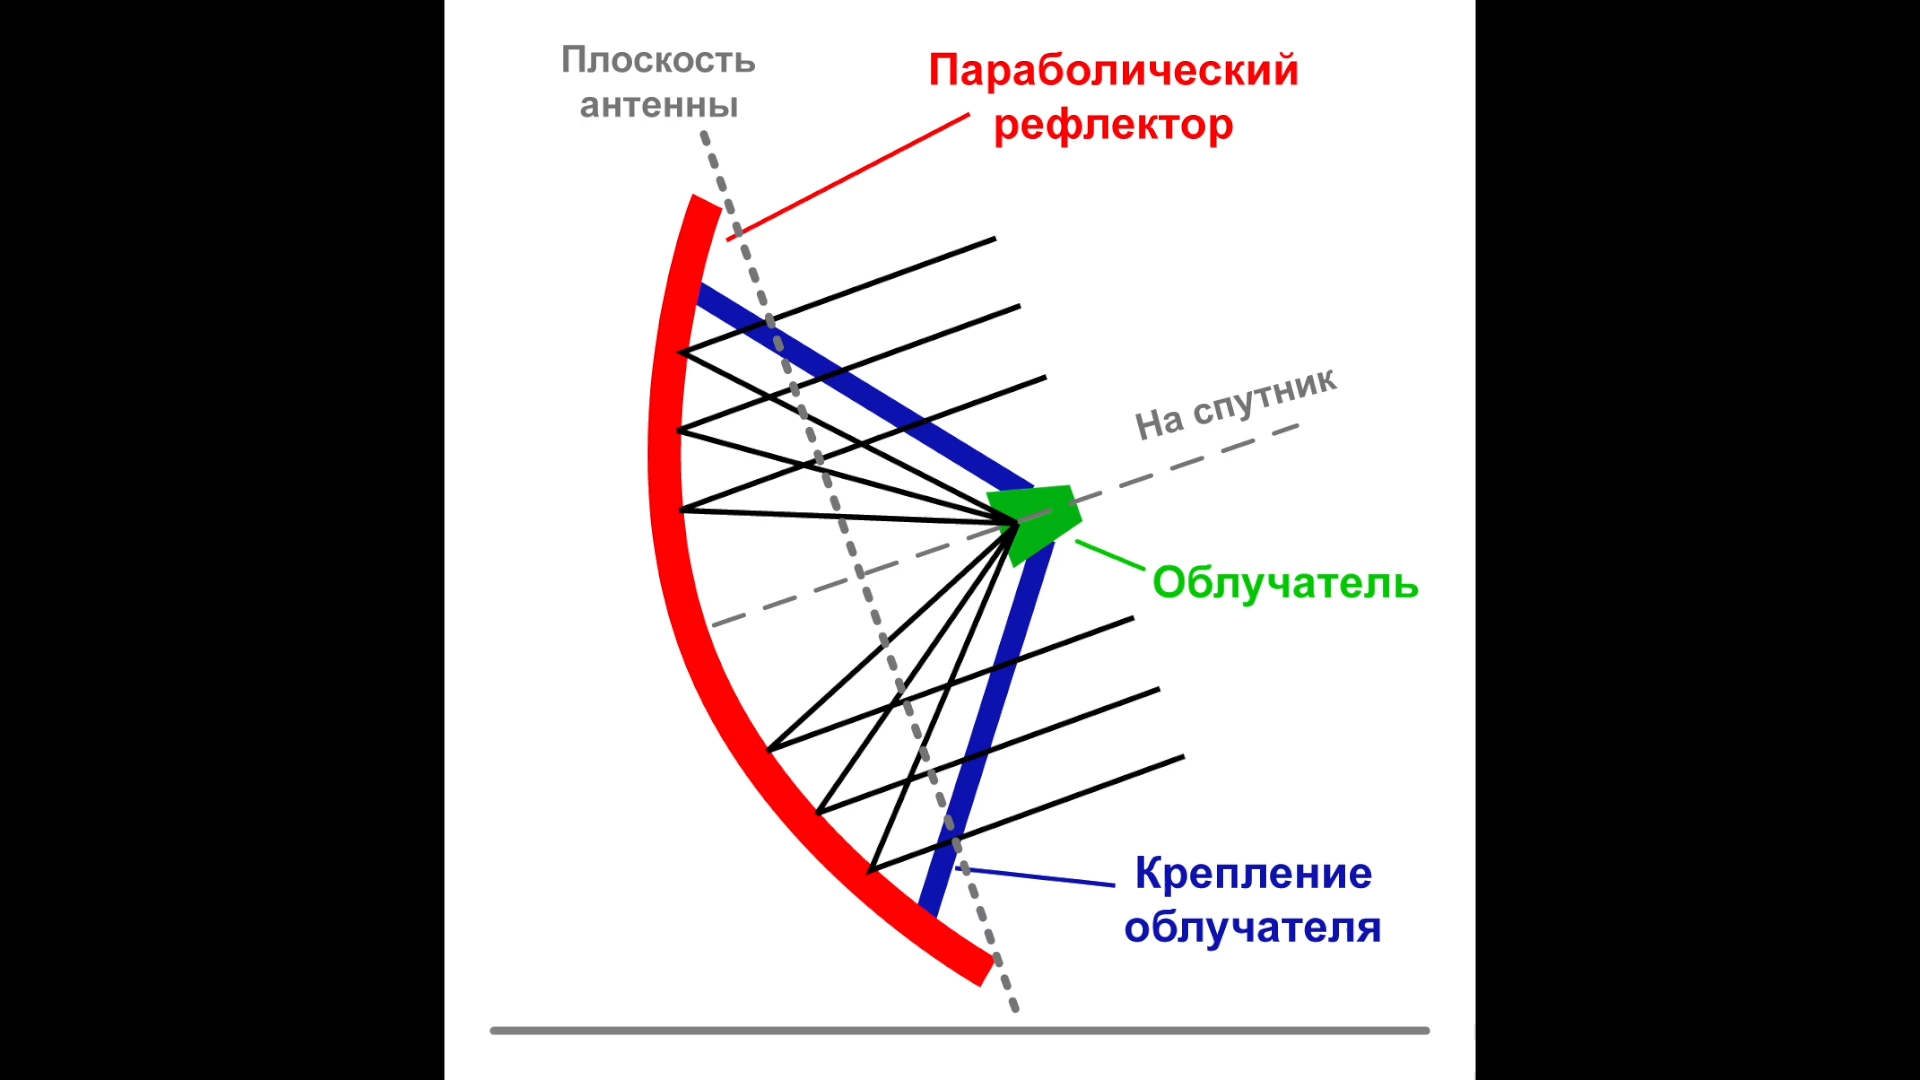 Плоскость
антенны
Параболический
рефлектор
На спутник
Облучатель
Крепление
облучателя